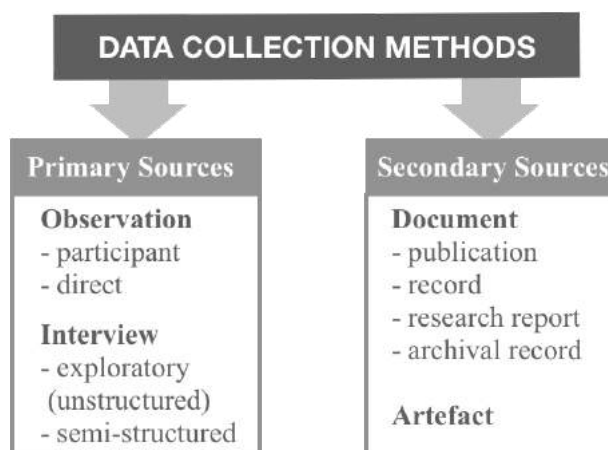 DATA COLLECTION METHODS
Primary Sources
Observation
- participant
- direct
Interview
- exploratory
(unstructured)
- semi-structured
Secondary Sources
Document
- publication
- record
- research report
- archival record
Artefact